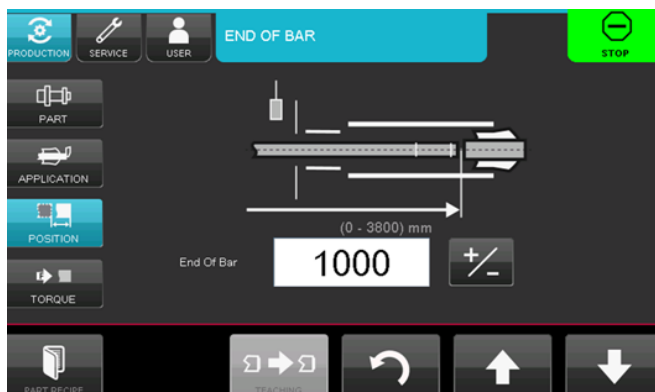 PRODUCTION
SERVICE
USER
END OF BAR
STOP
PART
APPLICATION
POSITION
TORQUE
(0 - 3800) mm
End Of Bar
1000
+/-
PART RECIPE
TEACHING